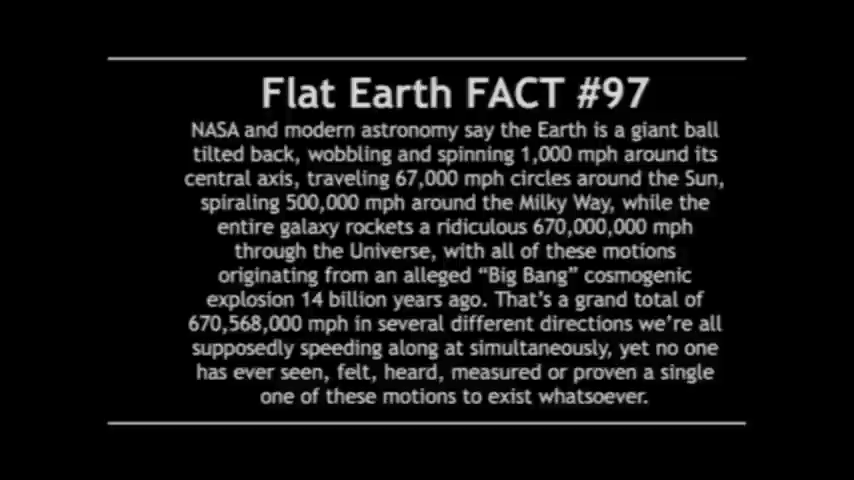 Flat Earth FACT #97
NASA and modern astronomy say the Earth is a giant ball
tilted back, wobbling and spinning 1,000 mph around its
central axis, traveling 67,000 mph circles around the Sun,
spiraling 500,000 mph around the Milky Way, while the
entire galaxy rockets a ridiculous 670,000,000 mph
through the Universe, with all of these motions
originating from an alleged “Big Bang” cosmogenic
explosion 14 billion years ago. That’s a grand total of
670,568,000 mph in several different directions we’re all
supposedly speeding along at simultaneously, yet no one
has ever seen, felt, heard, measured or proven a single
one of these motions to exist whatsoever.